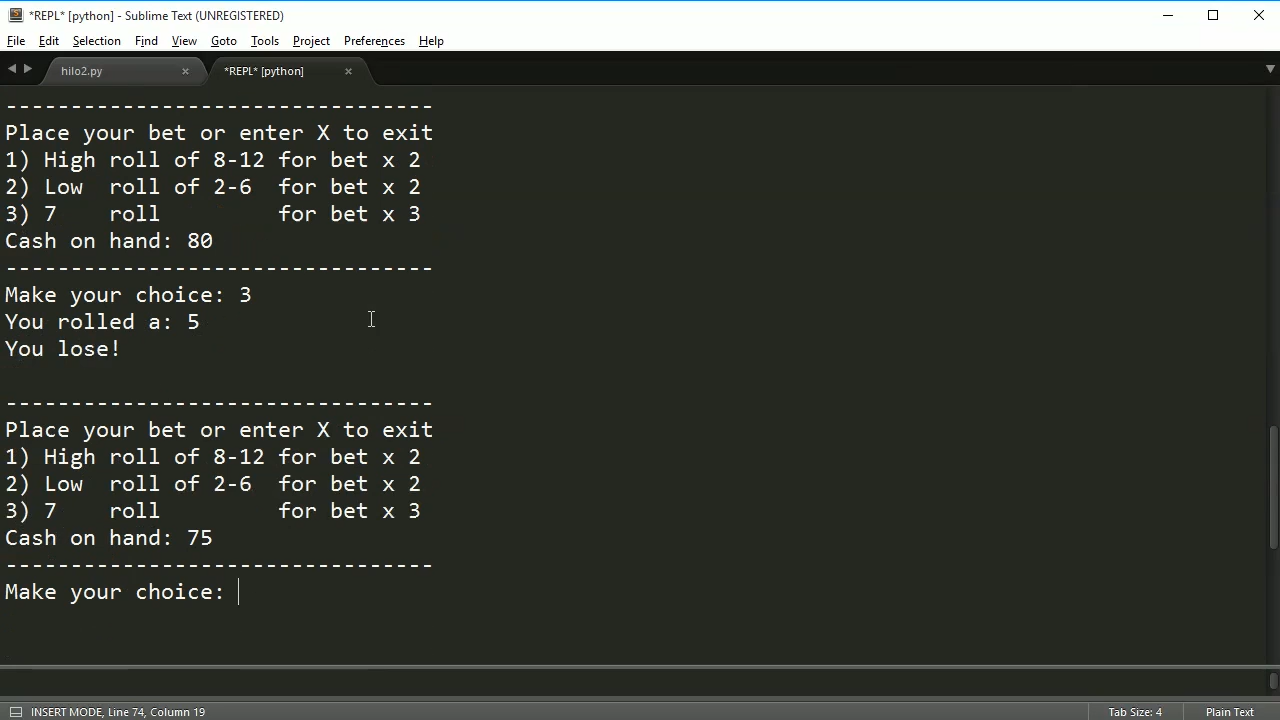 *REPL* [python] - Sublime Text (UNREGISTERED)
File Edit Selection Find View Goto Tools Project Preferences Help
hilo2.py × *REPL* [python] ×
---------------------------------
Place your bet or enter X to exit
1) High roll of 8-12 for bet x 2
2) Low  roll of 2-6  for bet x 2
3) 7    roll         for bet x 3
Cash on hand: 80
---------------------------------
Make your choice: 3
You rolled a: 5
You lose!
---------------------------------
Place your bet or enter X to exit
1) High roll of 8-12 for bet x 2
2) Low  roll of 2-6  for bet x 2
3) 7    roll         for bet x 3
Cash on hand: 75
---------------------------------
Make your choice:
INSERT MODE, Line 74, Column 19 Tab Size: 4 Plain Text